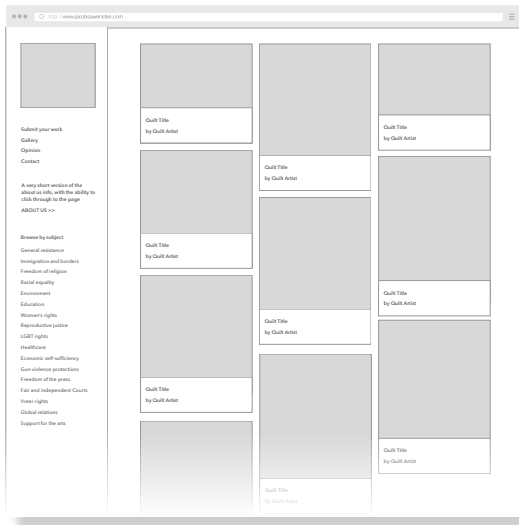 http://www.jacobsawensten.com
Submit your work
Gallery
Opinion
Contact
A very short version of the
about us info, with the ability to
click through to the page
ABOUT US >>
Browse by subject
General resistance
Immigration and borders
Freedom of religion
Racial equality
Environment
Education
Women's rights
Reproductive justice
LGBT rights
Healthcare
Economic self-sufficiency
Gun violence protections
Freedom of the press
Fair and independent Courts
Voter rights
Global relations
Support for the arts
Quilt Title
by Quilt Artist
Quilt Title
by Quilt Artist
Quilt Title
by Quilt Artist
Quilt Title
by Quilt Artist
Quilt Title
by Quilt Artist
Quilt Title
by Quilt Artist
Quilt Title
by Quilt Artist
Quilt Title
by Quilt Artist
Quilt Title
by Quilt Artist